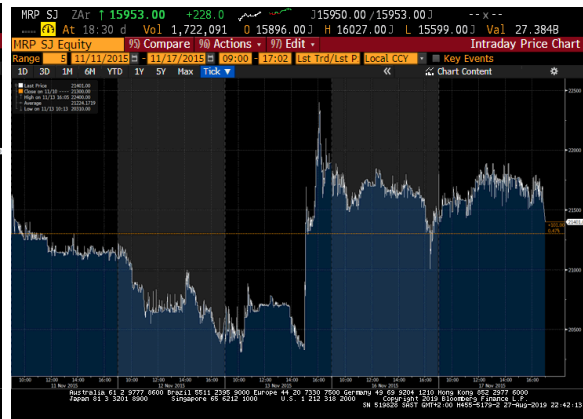 MRP SJ ZAr ↑ 15953.00 +228.0 J15950.00/15953.00J --x--
At 18:30 d Vol 1,722,091 O 15896.00J H 16027.00J L 15599.00J Val 27.384B
MRP SJ Equity 95) Compare 96) Actions 97) Edit Intraday Price Chart
Range 5 11/11/2015 - 11/17/2015 09:00 - 17:02 Lst Trd/Lst P Local CCY Key Events
1D 3D 1M 6M YTD 1Y 5Y Max Tick ▼ « Chart Content
Last Price 21401.00
Close on 11/10 ---- 21300.00
High on 11/13 16:05 22400.00
Average 21224.1719
Low on 11/13 10:13 20310.00
22500
22000
21500
21401
+101.00
0.47%
21000
20500
10:00 12:00 14:00 16:00 10:00 12:00 14:00 16:00 10:00 12:00 14:00 16:00 10:00 12:00 14:00 16:00 10:00 12:00 14:00 16:00
11 Nov 2015 12 Nov 2015 13 Nov 2015 16 Nov 2015 17 Nov 2015
Australia 61 2 9777 8600 Brazil 5511 2395 9000 Europe 44 20 7330 7500 Germany 49 69 9204 1210 Hong Kong 852 2977 6000
Japan 81 3 3201 8900 Singapore 65 6212 1000 U.S. 1 212 318 2000 Copyright 2019 Bloomberg Finance L.P.
SN 519828 SAST GMT+2:00 H455-5179-2 27-Aug-2019 22:42:15